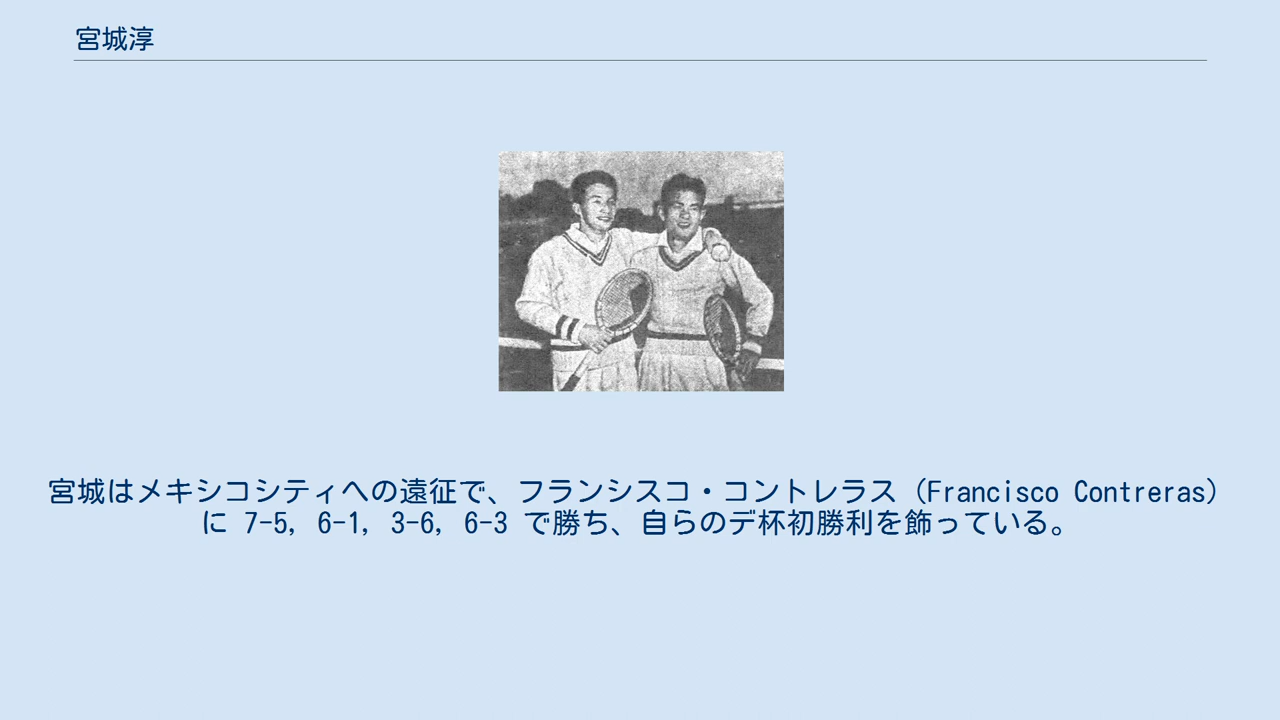 宮城淳
宮城はメキシコシティへの遠征で、フランシスコ・コントレラス (Francisco Contreras)
に 7-5, 6-1, 3-6, 6-3 で勝ち、自らのデ杯初勝利を飾っている。